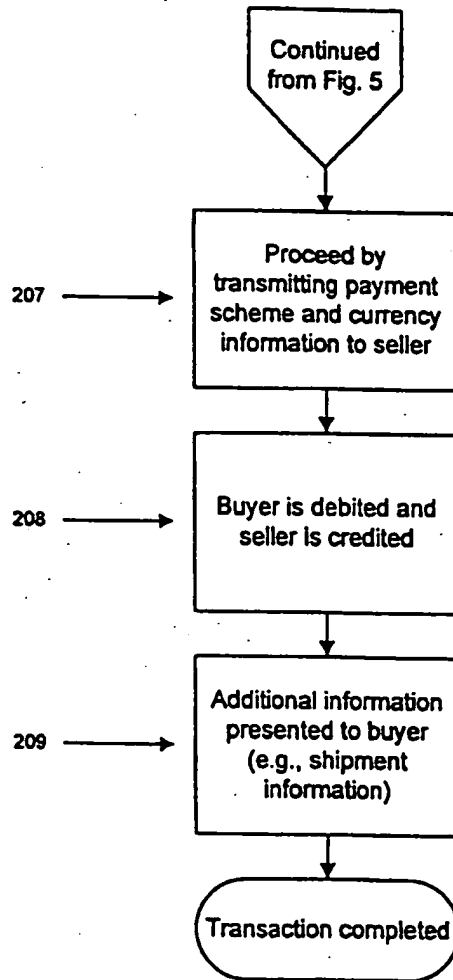 Continued
from Fig. 5
207
Proceed by
transmitting payment
scheme and currency
information to seller
208
Buyer is debited and
seller is credited
209
Additional information
presented to buyer
(e.g., shipment
information)
Transaction completed